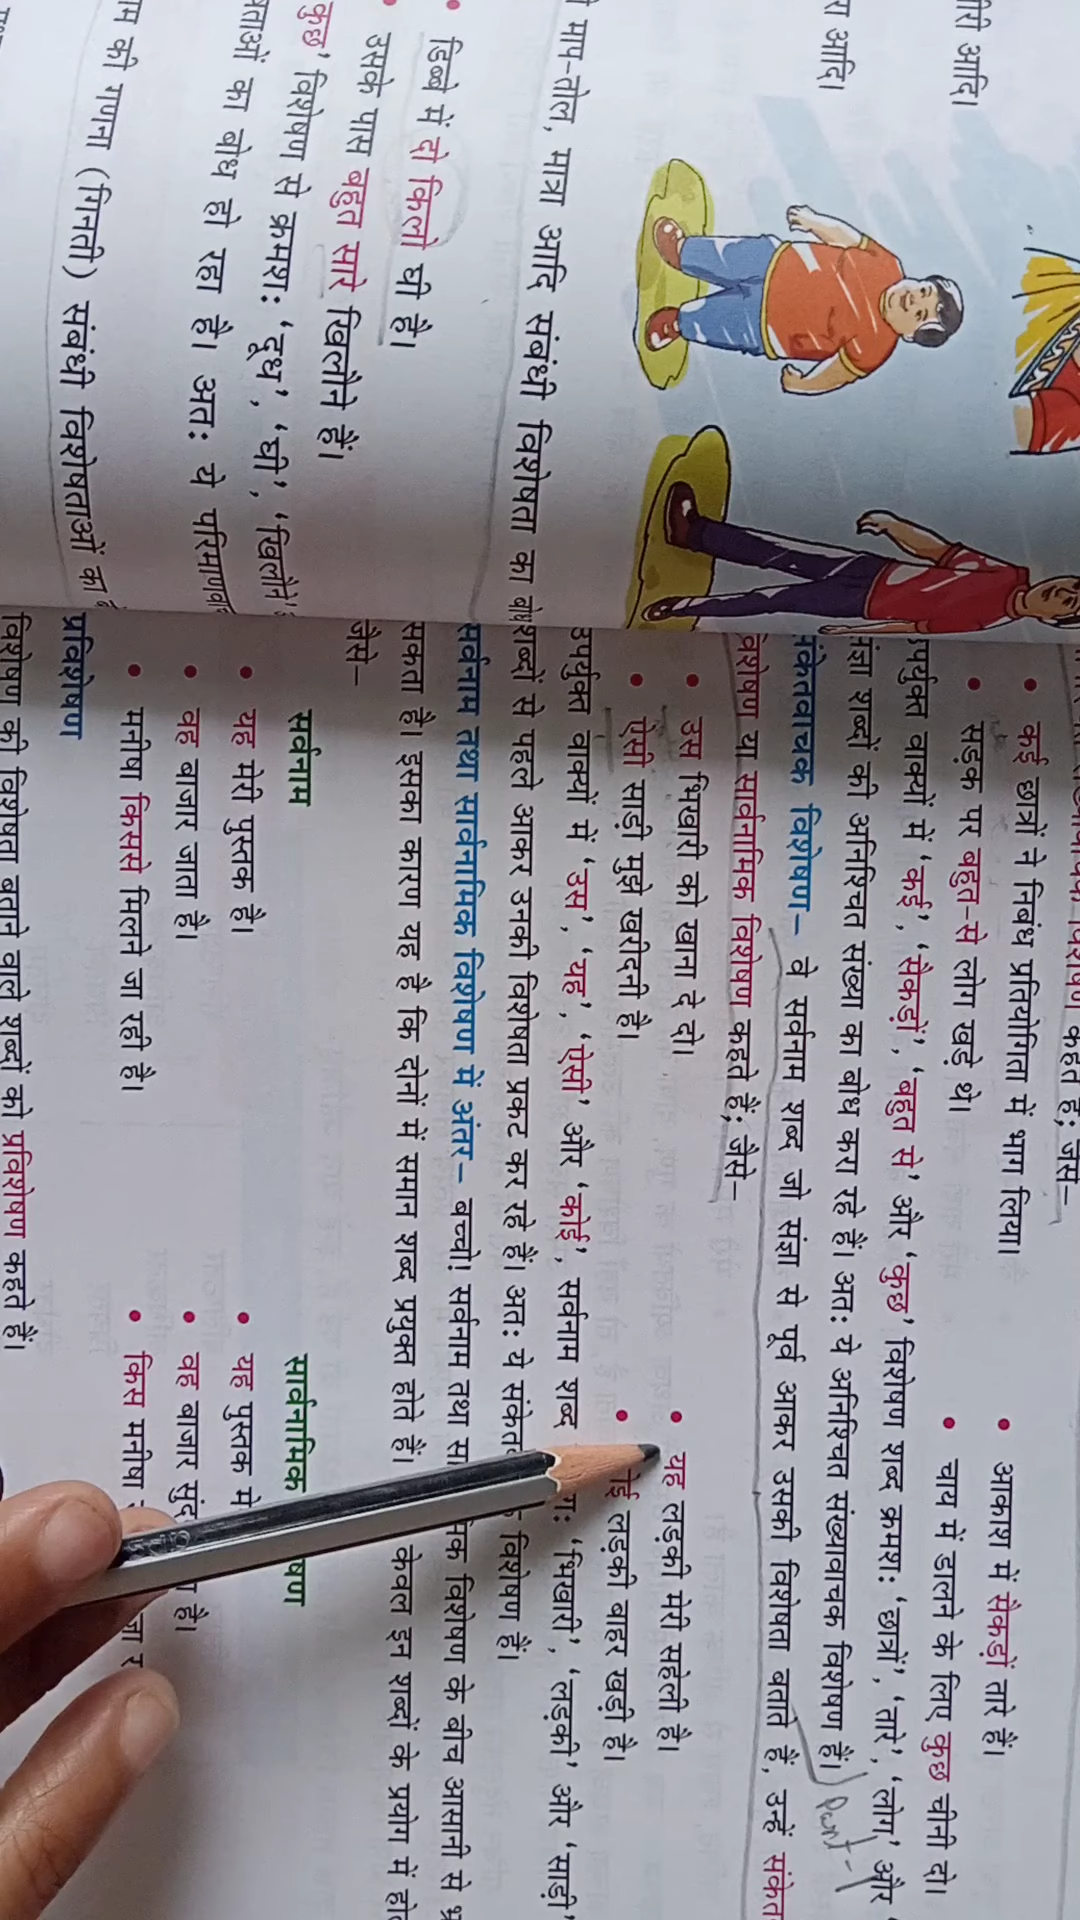 रीरी आदि।
रा आदि।
माप-तोल, मात्रा आदि संबंधी विशेषता का
डिब्बे में दो किलो घी है।
उसके पास बहुत सारे खिलौने हैं।
कुछ' विशेषण से क्रमशः 'दूध', 'घी', 'खिलौने'
ताओं का बोध हो रहा है। अतः ये परिमाणवा
म की गणना (गिनती) संबंधी विशेषताओं का
विशेषण कहते हैं; जैसे–
• कई छात्रों ने निबंध प्रतियोगिता में भाग लिया। • आकाश में सैकड़ों तारे हैं।
• सड़क पर बहुत-से लोग खड़े थे। • चाय में डालने के लिए कुछ चीनी दो।
उपर्युक्त वाक्यों में 'कई', 'सैकड़ों', 'बहुत से' और 'कुछ' विशेषण शब्द क्रमशः 'छात्रों', 'तारे', 'लोग' और
संज्ञा शब्दों की अनिश्चित संख्या का बोध करा रहे हैं। अतः ये अनिश्चित संख्यावाचक विशेषण हैं।
Part-1
संकेतवाचक विशेषण– वे सर्वनाम शब्द जो संज्ञा से पूर्व आकर उसकी विशेषता बताते हैं, उन्हें संकेत
विशेषण या सार्वनामिक विशेषण कहते हैं; जैसे–
• उस भिखारी को खाना दे दो। • यह लड़की मेरी सहेली है।
• ऐसी साड़ी मुझे खरीदनी है। • लड़की बाहर खड़ी है।
उपर्युक्त वाक्यों में 'उस', 'यह', 'ऐसी' और 'कोई', सर्वनाम शब्द 'भिखारी', 'लड़की' और 'साड़ी'
शब्दों से पहले आकर उनकी विशेषता प्रकट कर रहे हैं। अतः ये संकेत विशेषण हैं।
सर्वनाम तथा सार्वनामिक विशेषण में अंतर– बच्चो! सर्वनाम तथा विशेषण के बीच आसानी से
सकता है। इसका कारण यह है कि दोनों में समान शब्द प्रयुक्त होते हैं। केवल इन शब्दों के प्रयोग में
जैसे–
सर्वनाम सार्वनामिक
• यह मेरी पुस्तक है। • यह पुस्तक
• वह बाजार जाता है। • वह बाजार है।
• मनीषा किससे मिलने जा रही है। • किस मनीषा
प्रविशेषण
विशेषण की विशेषता बताने वाले शब्दों को प्रविशेषण कहते हैं।